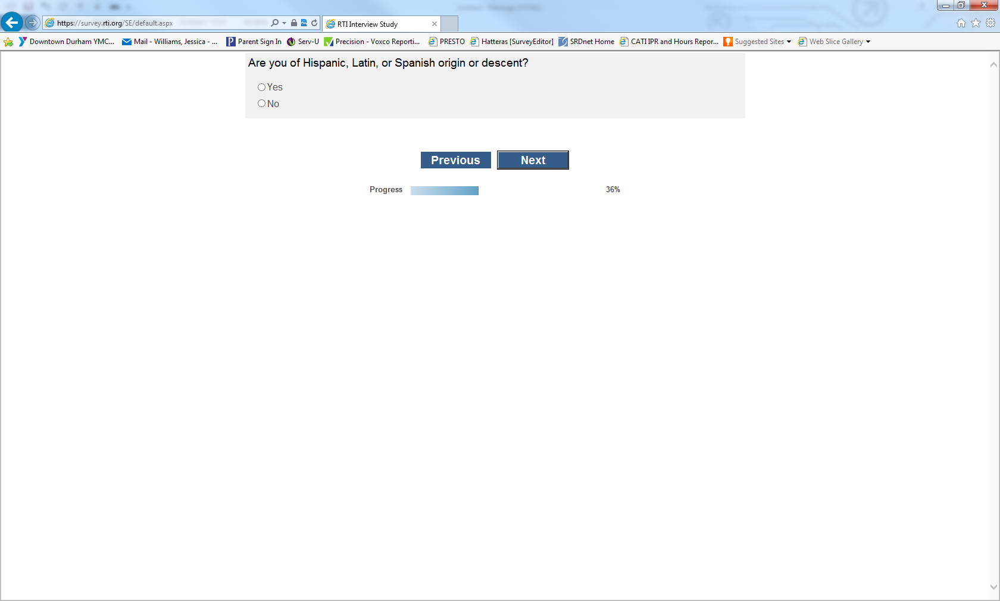 https://survey.rti.org/SE/default.aspx
RTI Interview Study
Downtown Durham YMC... Mail - Williams, Jessica - ... Parent Sign In Serv-U Precision - Voxco Reporti... PRESTO Hatteras [SurveyEditor] SRDnet Home CATI IPR and Hours Repor... Suggested Sites Web Slice Gallery
Are you of Hispanic, Latin, or Spanish origin or descent?
Yes
No
Previous Next
Progress 36%